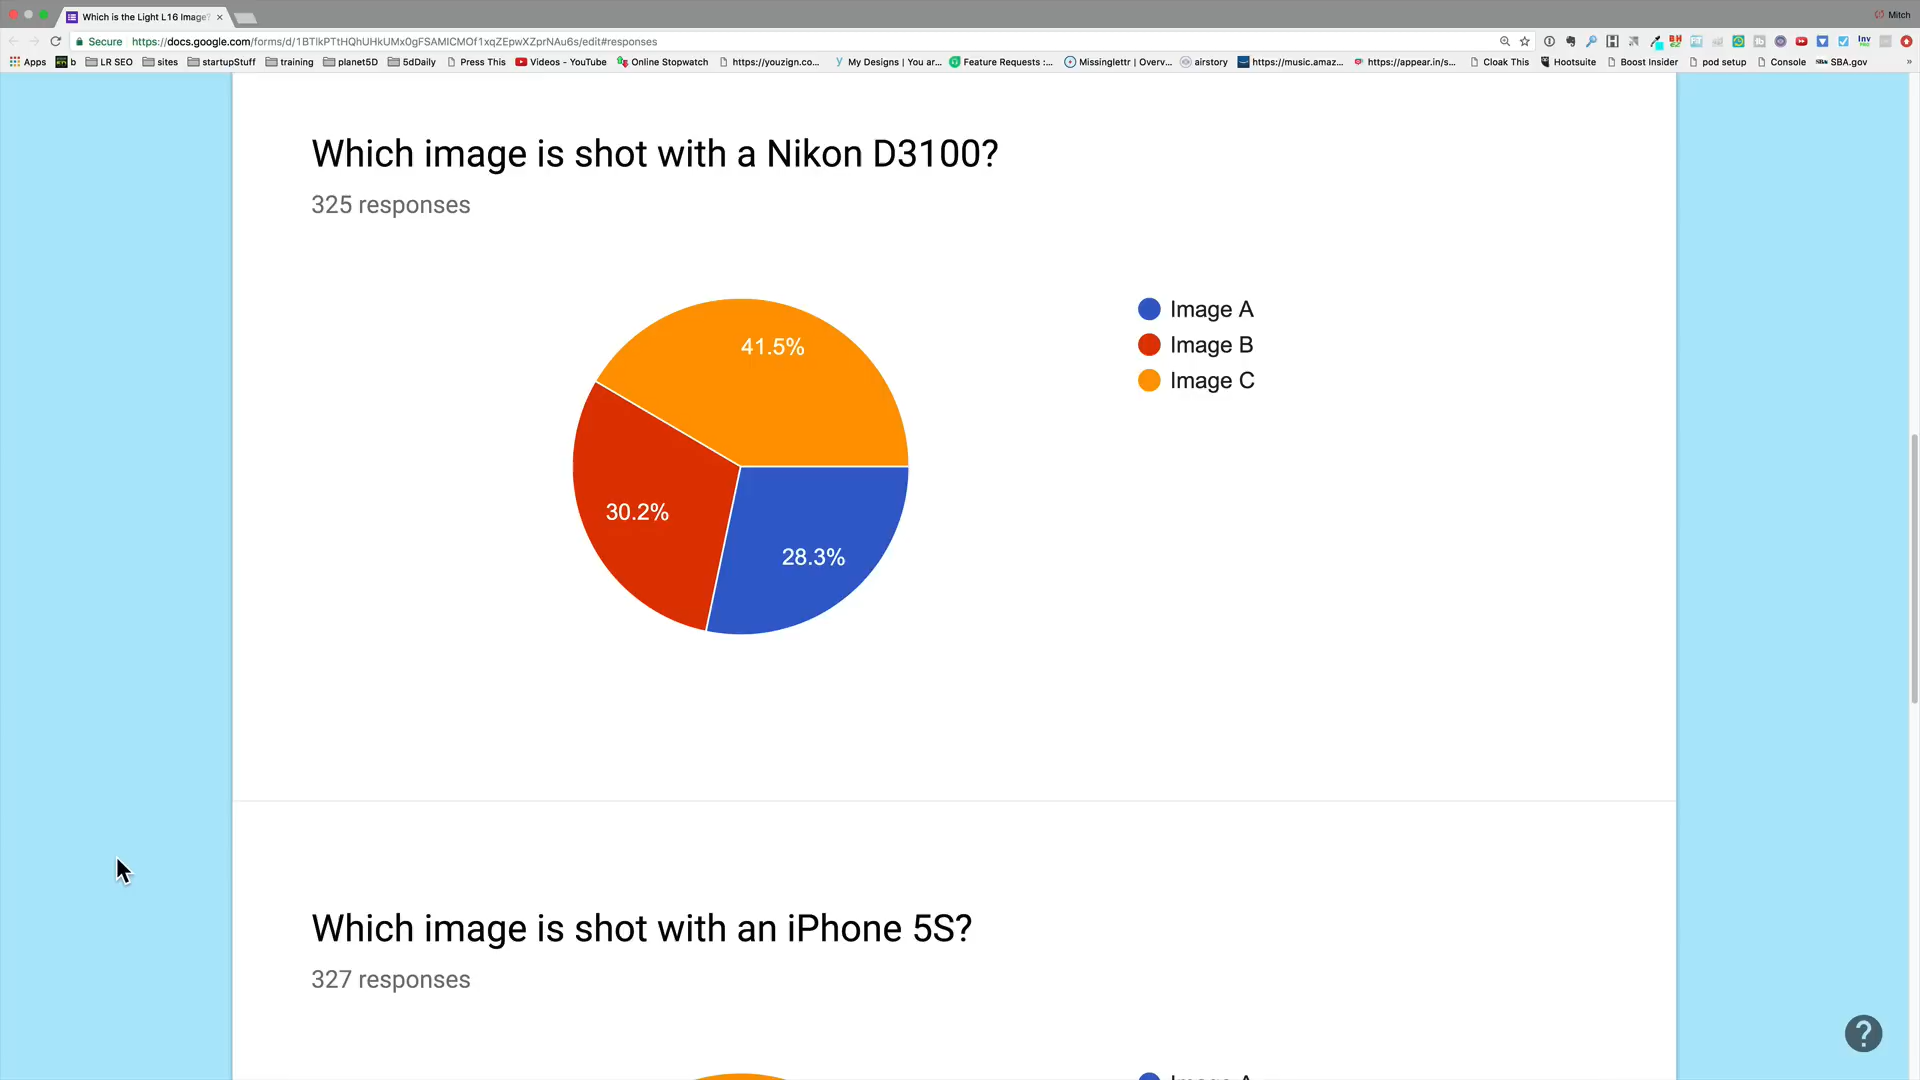 Which is the Light L16 Image?
Mitch
Secure https://docs.google.com/forms/d/1BTlkPTtHQhUHkUMx0gFSAMlCMOf1xqZEpwXZprNAu6s/edit#responses
Apps b LR SEO sites startupStuff training planet5D 5dDaily Press This Videos - YouTube Online Stopwatch https://youzign.co... My Designs | You ar... Feature Requests :... Missinglettr | Overv... airstory https://music.amaz... https://appear.in/s... Cloak This Hootsuite Boost Insider pod setup Console SBA.gov »
Which image is shot with a Nikon D3100?
325 responses
Image A
Image B
Image C
41.5%
30.2%
28.3%
Which image is shot with an iPhone 5S?
327 responses
Image A